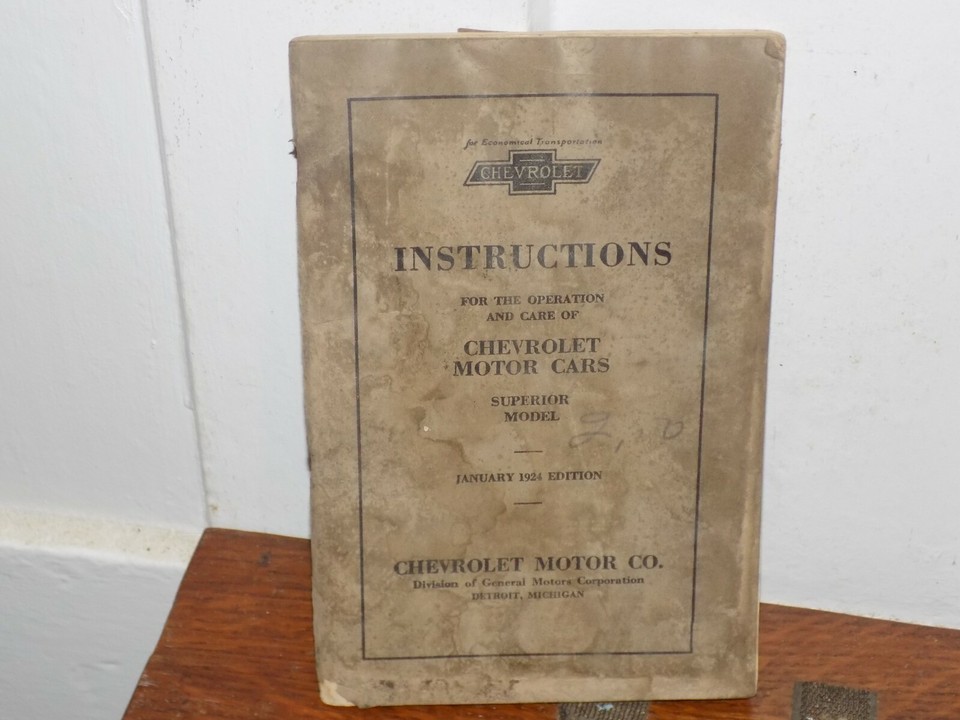 for Economical Transportation
CHEVROLET
INSTRUCTIONS
FOR THE OPERATION
AND CARE OF
CHEVROLET
MOTOR CARS
SUPERIOR
MODEL
JANUARY 1924 EDITION
CHEVROLET MOTOR CO.
Division of General Motors Corporation
DETROIT, MICHIGAN